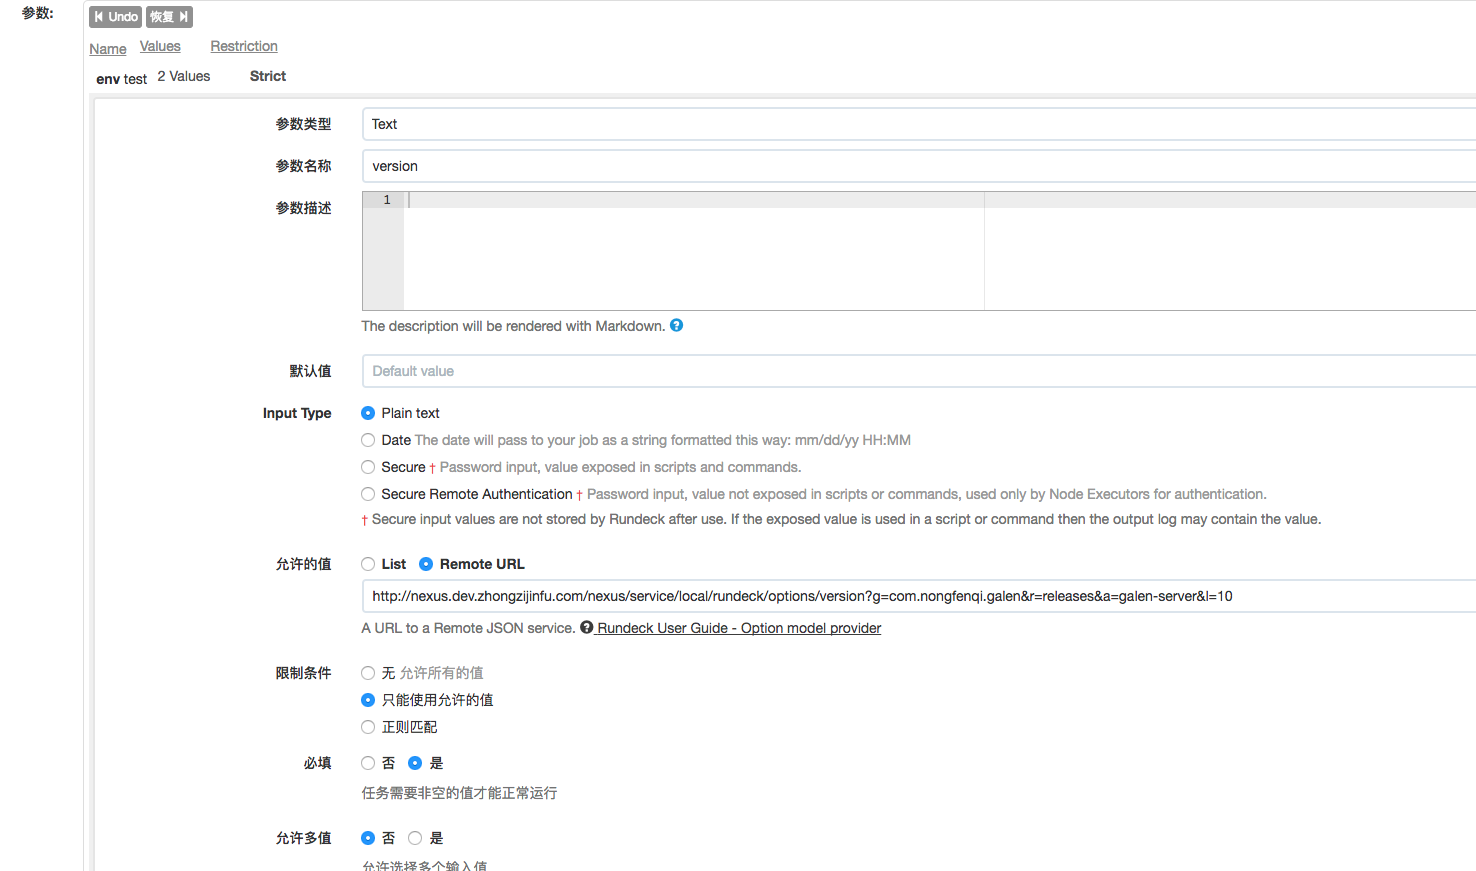 参数:
Undo 恢复
Name Values Restriction
env test 2 Values Strict
参数类型 Text
参数名称 version
参数描述 1
The description will be rendered with Markdown.
默认值 Default value
Input Type Plain text
Date The date will pass to your job as a string formatted this way: mm/dd/yy HH:MM
Secure † Password input, value exposed in scripts and commands.
Secure Remote Authentication † Password input, value not exposed in scripts or commands, used only by Node Executors for authentication.
† Secure input values are not stored by Rundeck after use. If the exposed value is used in a script or command then the output log may contain the value.
允许的值 List Remote URL
http://nexus.dev.zhongzijinfu.com/nexus/service/local/rundeck/options/version?g=com.nongfenqi.galen&r=releases&a=galen-server&l=10
A URL to a Remote JSON service. Rundeck User Guide - Option model provider
限制条件 无 允许所有的值
只能使用允许的值
正则匹配
必填 否 是
任务需要非空的值才能正常运行
允许多值 否 是
允许选择多个输入值